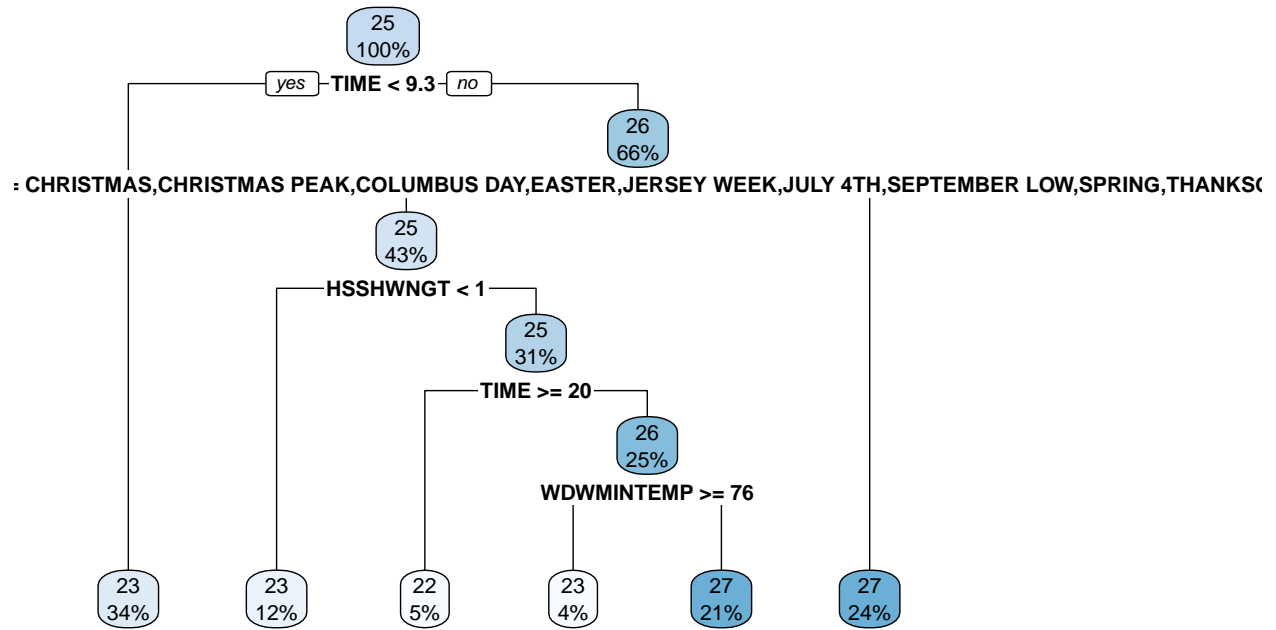 25
100%
yes TIME < 9.3 no
26
66%
= CHRISTMAS,CHRISTMAS PEAK,COLUMBUS DAY,EASTER,JERSEY WEEK,JULY 4TH,SEPTEMBER LOW,SPRING,
25
43%
HSSHWNGT < 1
25
31%
TIME >= 20
26
25%
WDWMINTEMP >= 76
23 23 22 23 27 27
34% 12% 5% 4% 21% 24%